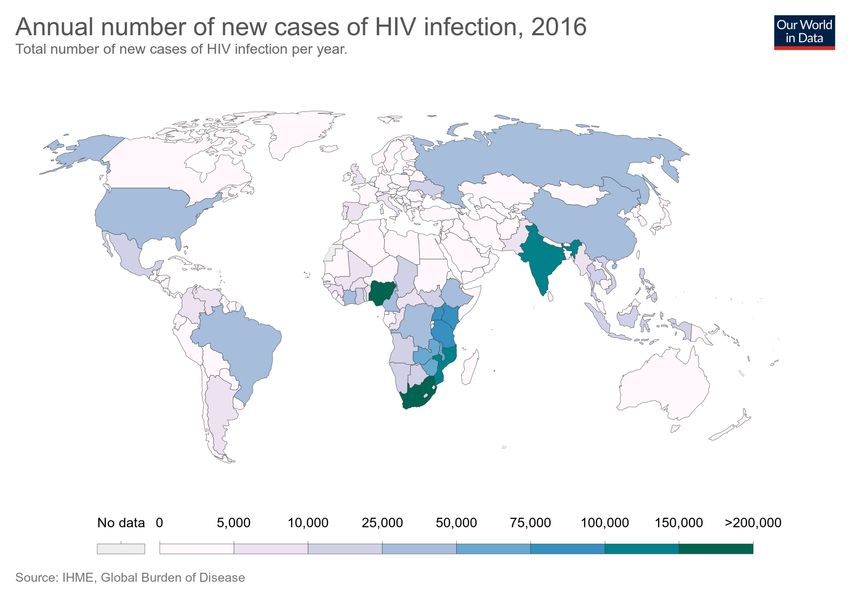 Annual number of new cases of HIV infection, 2016
Total number of new cases of HIV infection per year.
Our World
in Data
No data 0 5,000 10,000 25,000 50,000 75,000 100,000 150,000 >200,000
Source: IHME, Global Burden of Disease